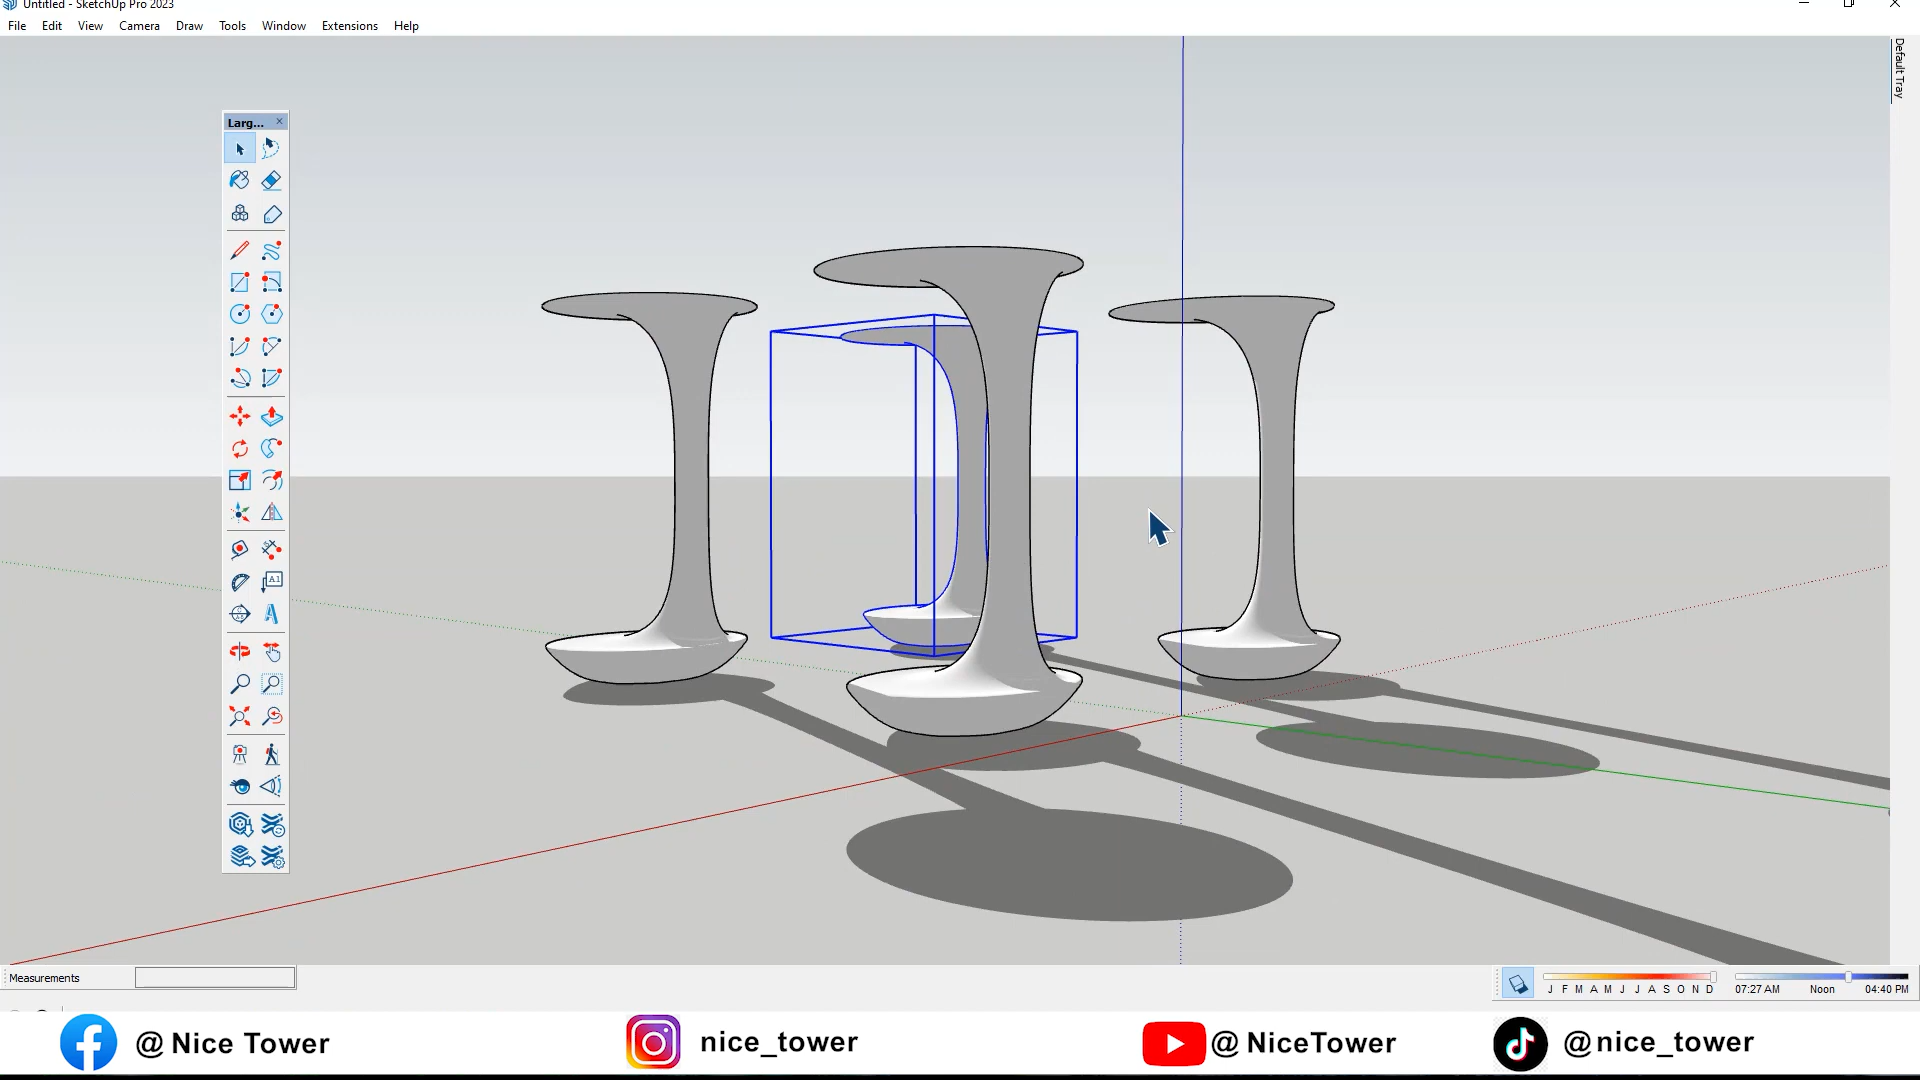 Untitled - SketchUp Pro 2023
File Edit View Camera Draw Tools Window Extensions Help
Default Tray
Larg...
A1
Measurements
J F M A M J J A S O N D
07:27 AM Noon 04:40 PM
@ Nice Tower
nice_tower
@ NiceTower
@nice_tower